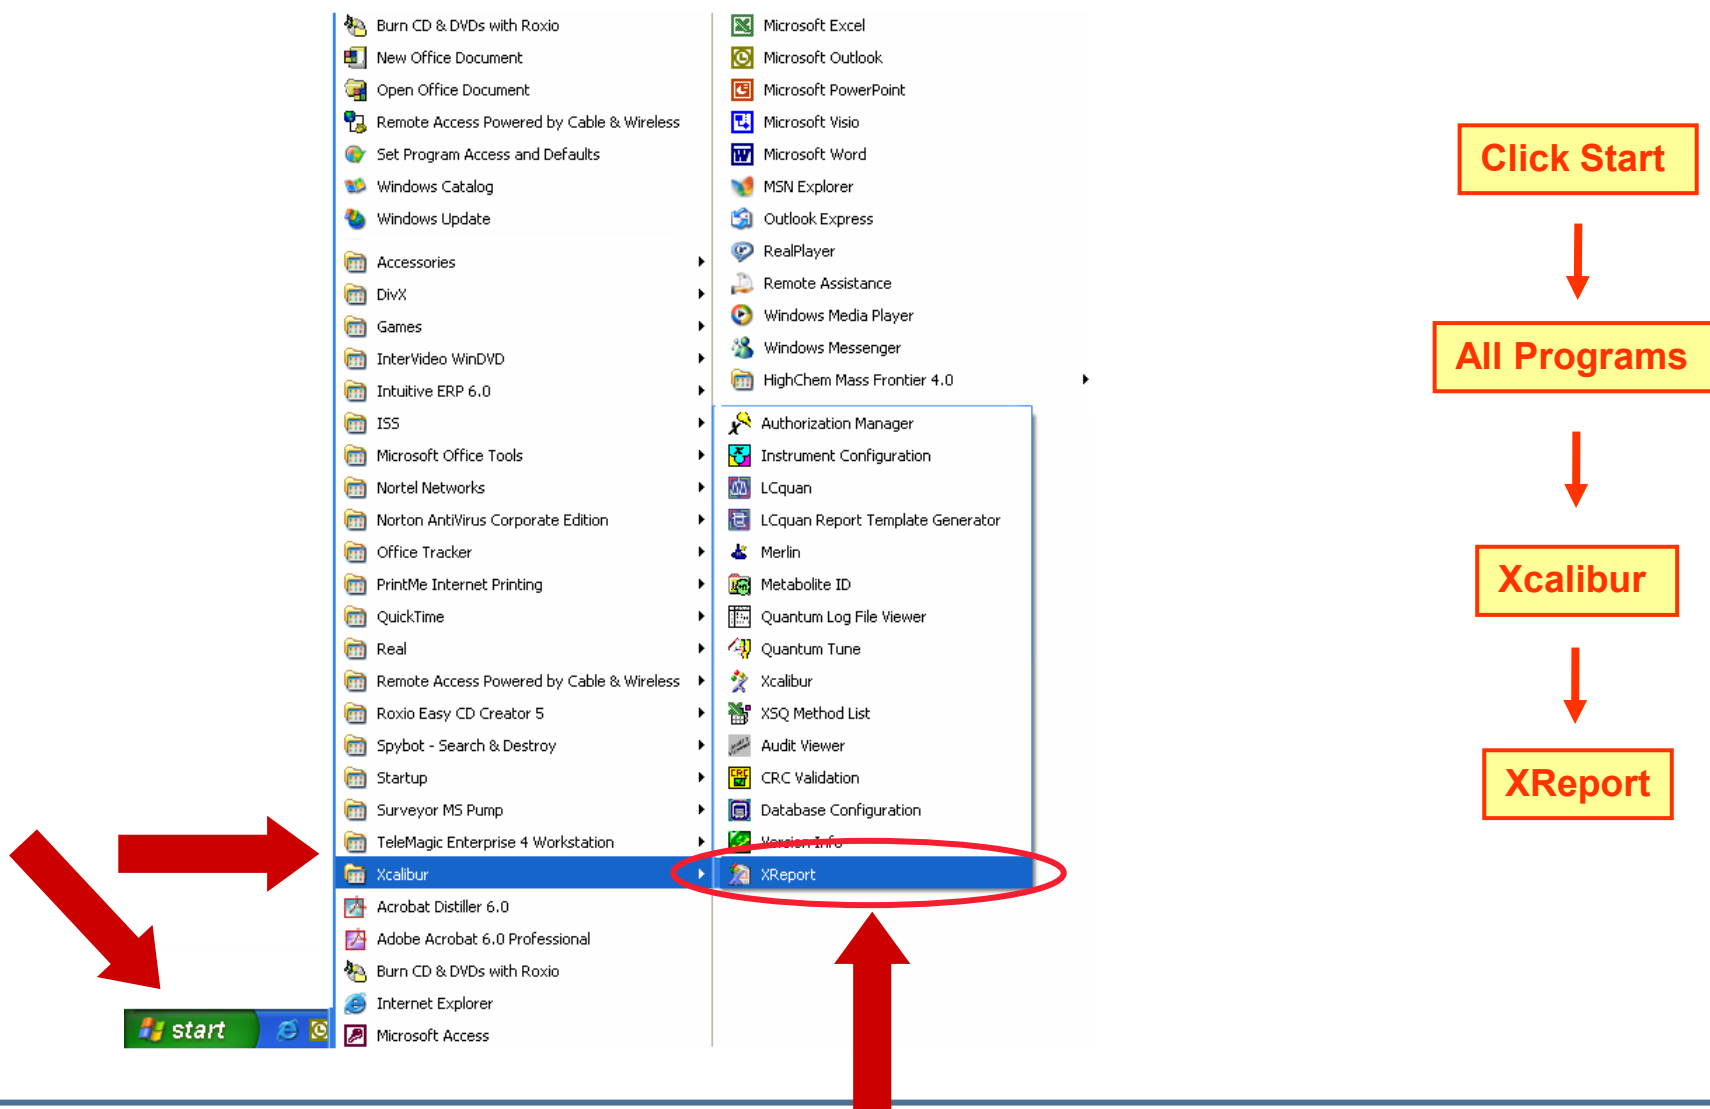 Burn CD & DVDs with Roxio
New Office Document
Open Office Document
Remote Access Powered by Cable & Wireless
Set Program Access and Defaults
Windows Catalog
Windows Update
Accessories
DivX
Games
InterVideo WinDVD
Intuitive ERP 6.0
ISS
Microsoft Office Tools
Nortel Networks
Norton AntiVirus Corporate Edition
Office Tracker
PrintMe Internet Printing
QuickTime
Real
Remote Access Powered by Cable & Wireless
Roxio Easy CD Creator 5
Spybot - Search & Destroy
Startup
Surveyor MS Pump
TeleMagic Enterprise 4 Workstation
Xcalibur
Acrobat Distiller 6.0
Adobe Acrobat 6.0 Professional
Burn CD & DVDs with Roxio
Internet Explorer
Microsoft Access
start
Microsoft Excel
Microsoft Outlook
Microsoft PowerPoint
Microsoft Visio
Microsoft Word
MSN Explorer
Outlook Express
RealPlayer
Remote Assistance
Windows Media Player
Windows Messenger
HighChem Mass Frontier 4.0
Authorization Manager
Instrument Configuration
LCquan
LCquan Report Template Generator
Merlin
Metabolite ID
Quantum Log File Viewer
Quantum Tune
Xcalibur
XSQ Method List
Audit Viewer
CRC Validation
Database Configuration
Version Info
XReport
Click Start
All Programs
Xcalibur
XReport